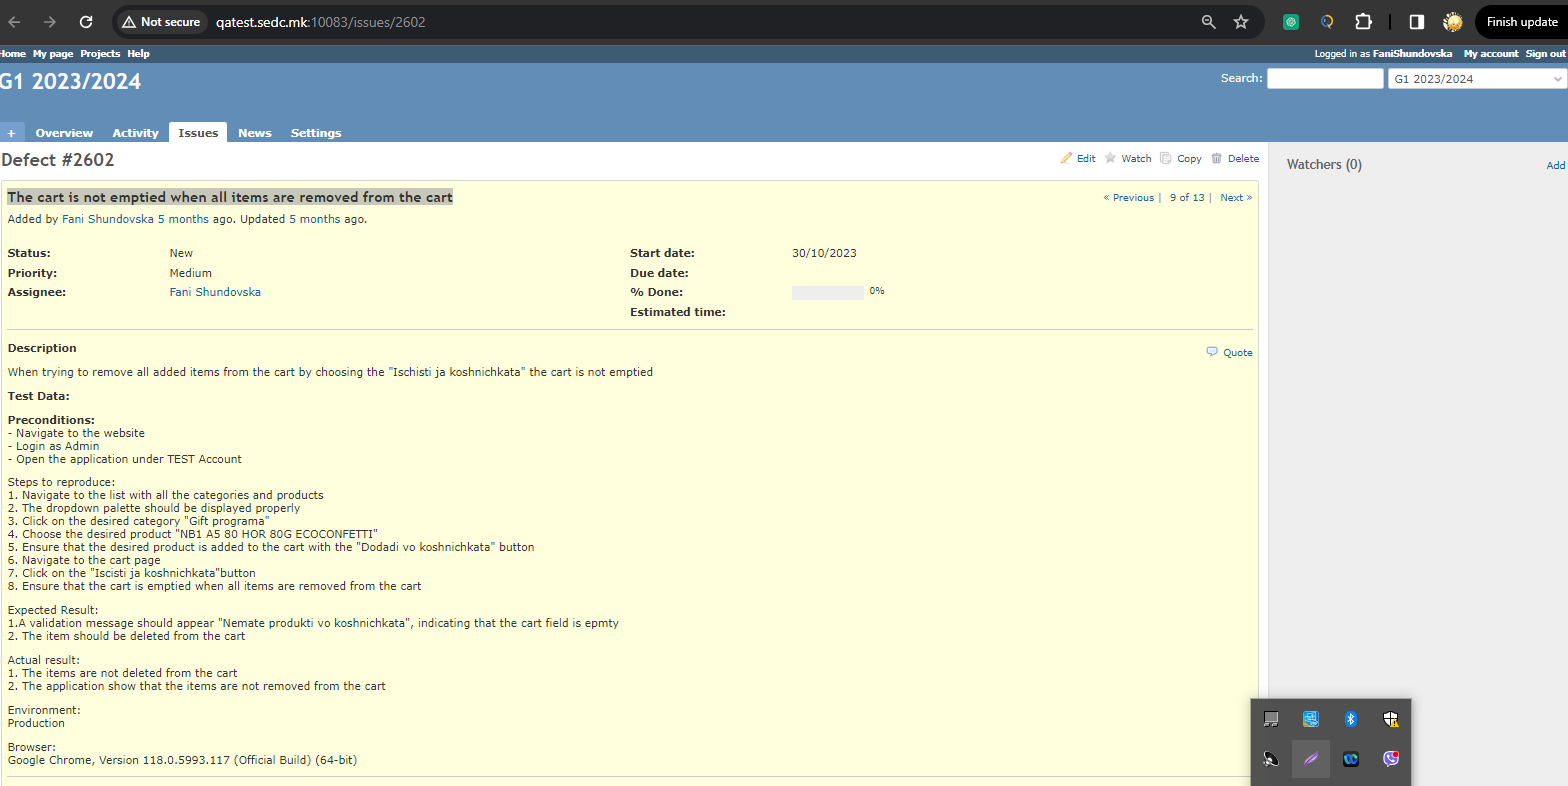 Not secure
qatest.sedc.mk:10083/issues/2602
Finish update
Home My page Projects Help
Logged in as FaniShundovska My account Sign out
G1 2023/2024
Search:
G1 2023/2024
+ Overview Activity Issues News Settings
Defect #2602
Edit Watch Copy Delete
Watchers (0)
Add
The cart is not emptied when all items are removed from the cart
« Previous | 9 of 13 | Next »
Added by Fani Shundovska 5 months ago. Updated 5 months ago.
Status: New
Start date: 30/10/2023
Priority: Medium
Due date:
Assignee: Fani Shundovska
% Done: 0%
Estimated time:
Description
Quote
When trying to remove all added items from the cart by choosing the "Ischisti ja koshnichkata" the cart is not emptied
Test Data:
Preconditions:
- Navigate to the website
- Login as Admin
- Open the application under TEST Account
Steps to reproduce:
1. Navigate to the list with all the categories and products
2. The dropdown palette should be displayed properly
3. Click on the desired category "Gift programa"
4. Choose the desired product "NB1 A5 80 HOR 80G ECOCONFETTI"
5. Ensure that the desired product is added to the cart with the "Dodadi vo koshnichkata" button
6. Navigate to the cart page
7. Click on the "Iscisti ja koshnichkata"button
8. Ensure that the cart is emptied when all items are removed from the cart
Expected Result:
1.A validation message should appear "Nemate produkti vo koshnichkata", indicating that the cart field is epmty
2. The item should be deleted from the cart
Actual result:
1. The items are not deleted from the cart
2. The application show that the items are not removed from the cart
Environment:
Production
Browser:
Google Chrome, Version 118.0.5993.117 (Official Build) (64-bit)